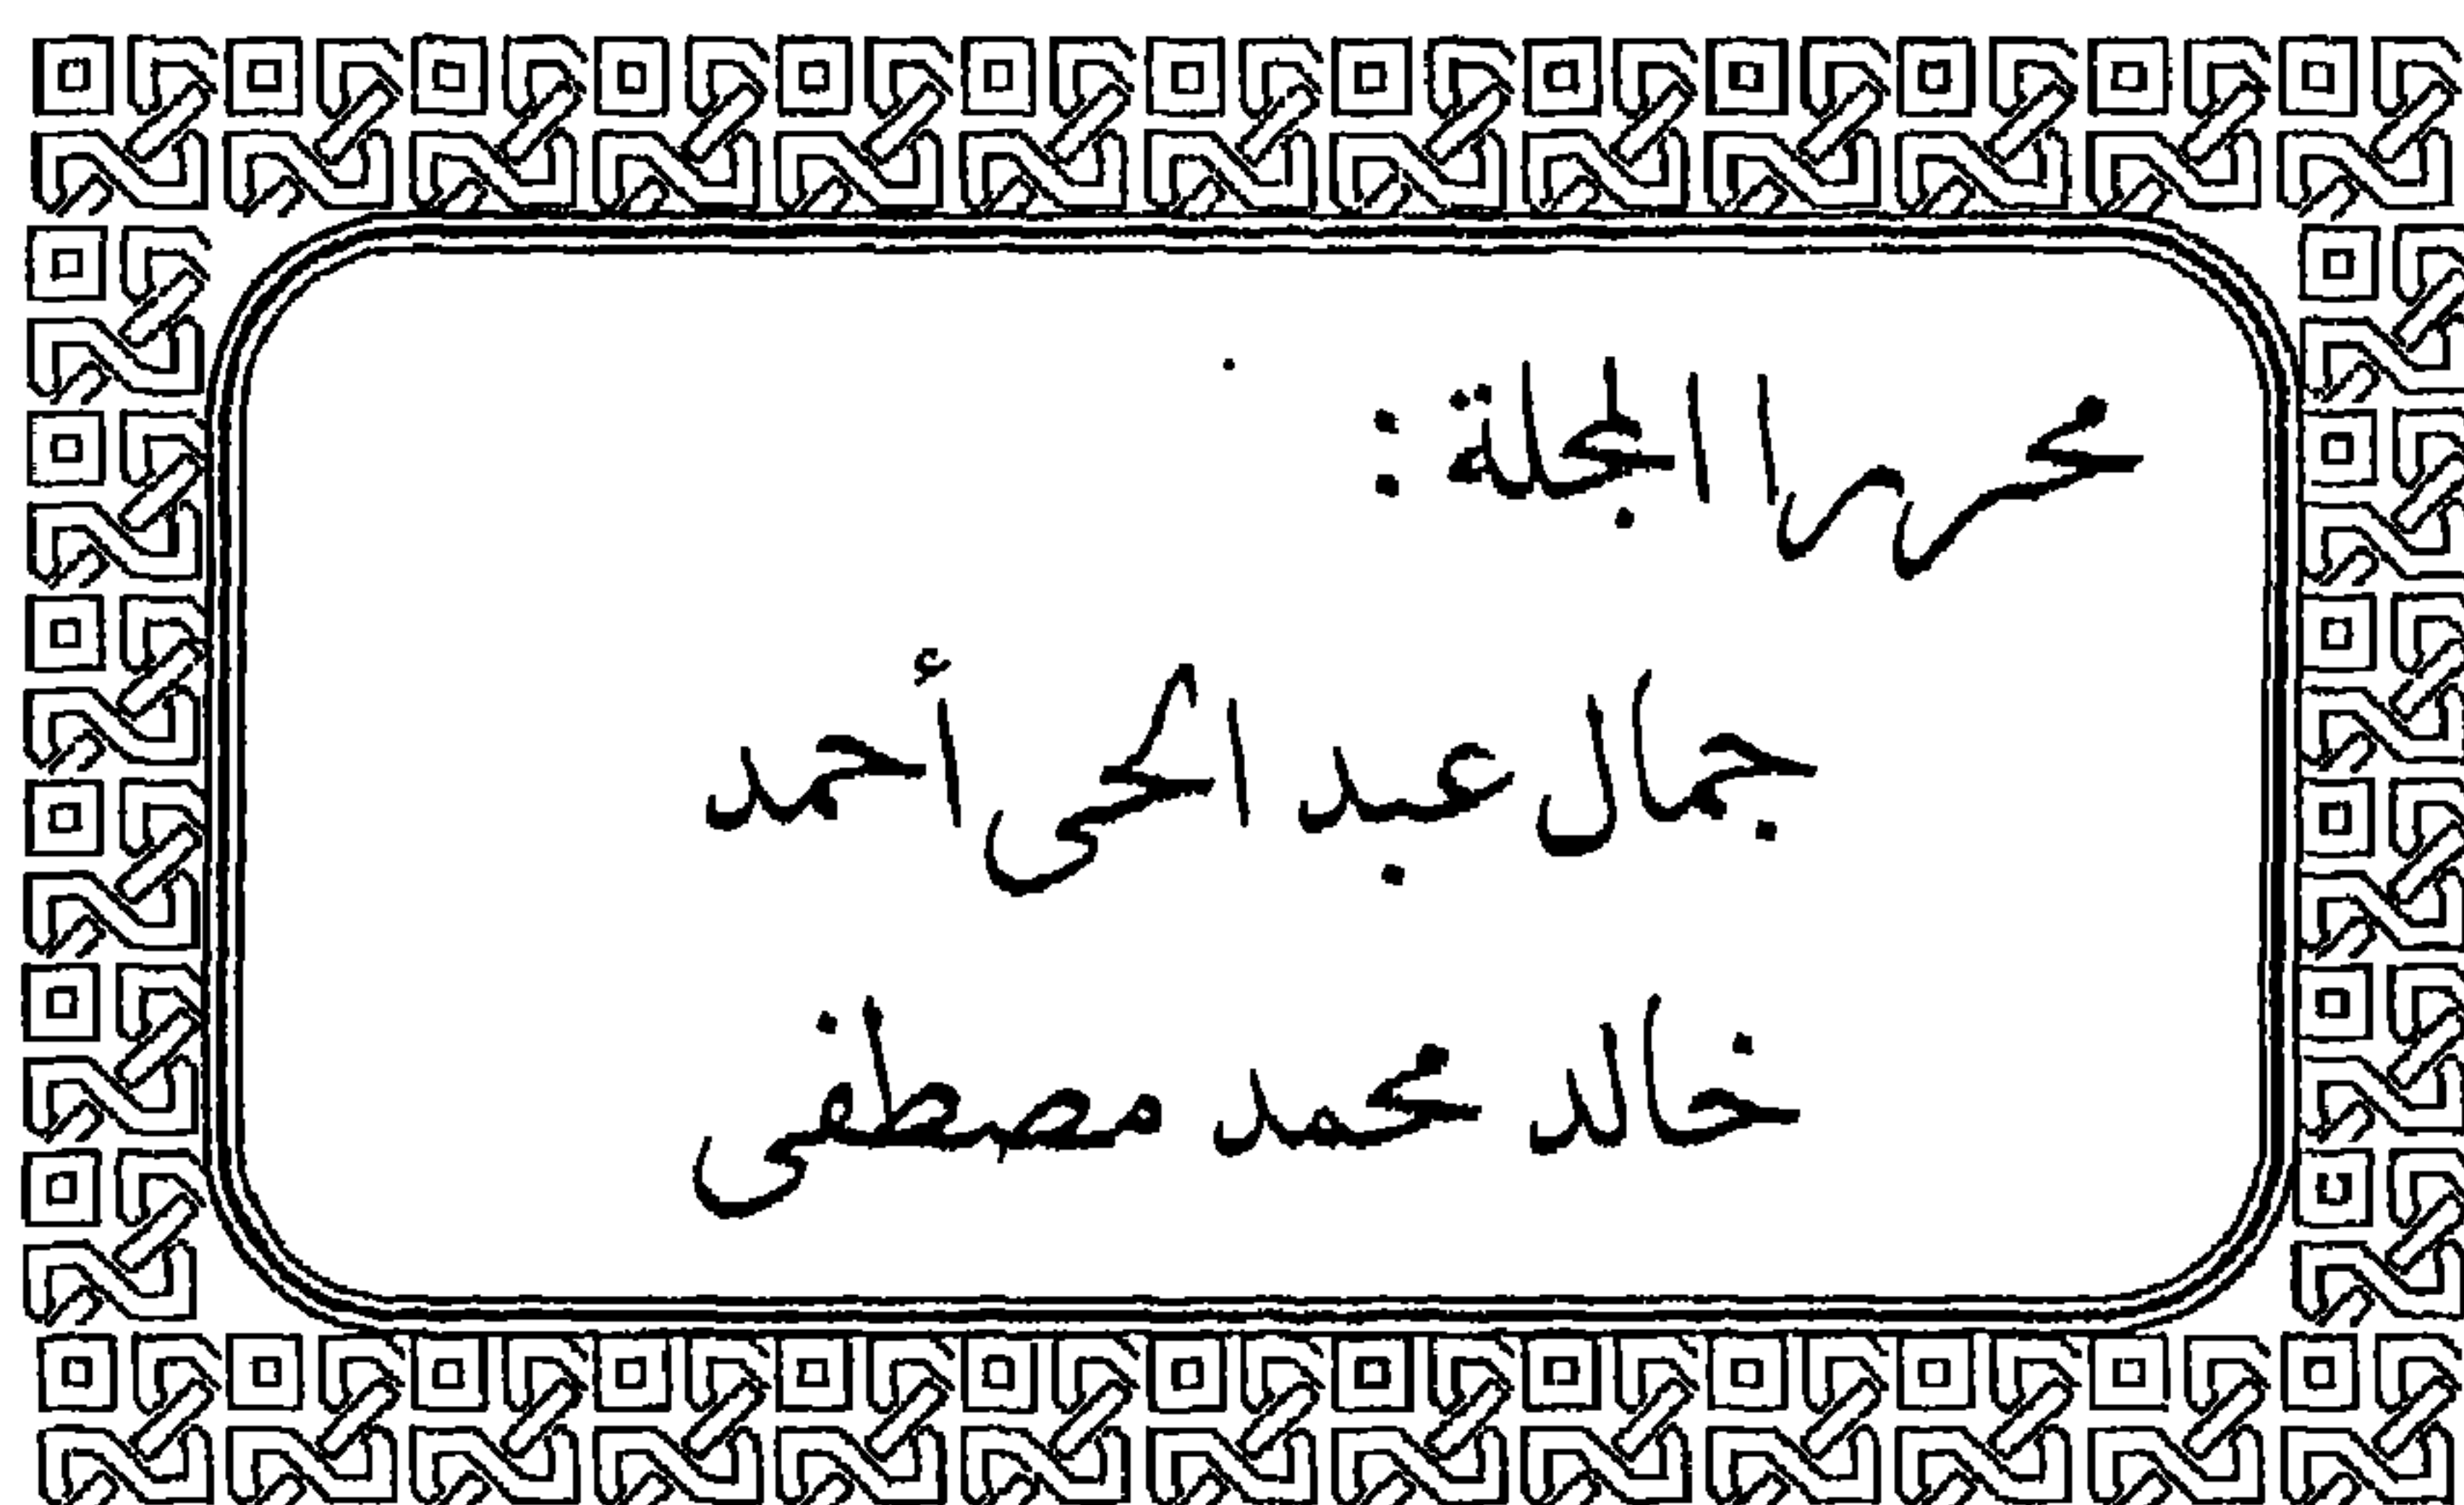 محررا المجلة :
جمال عبد الحى أحمد
خالد محمد مصطفى